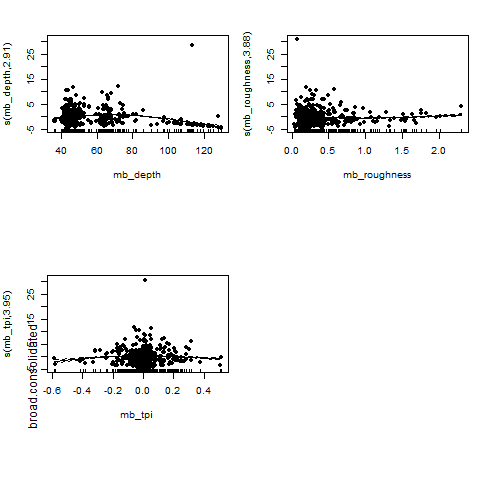 s(mb_depth,2.91)
-5 5 15 25
40 60 80 100 120
mb_depth
s(mb_roughness,3.88)
-5 5 15 25
0.0 0.5 1.0 1.5 2.0
mb_roughness
s(mb_tpi,3.95)
broad.consolidated
-5 5 15 25
-0.6 -0.4 -0.2 0.0 0.2 0.4
mb_tpi